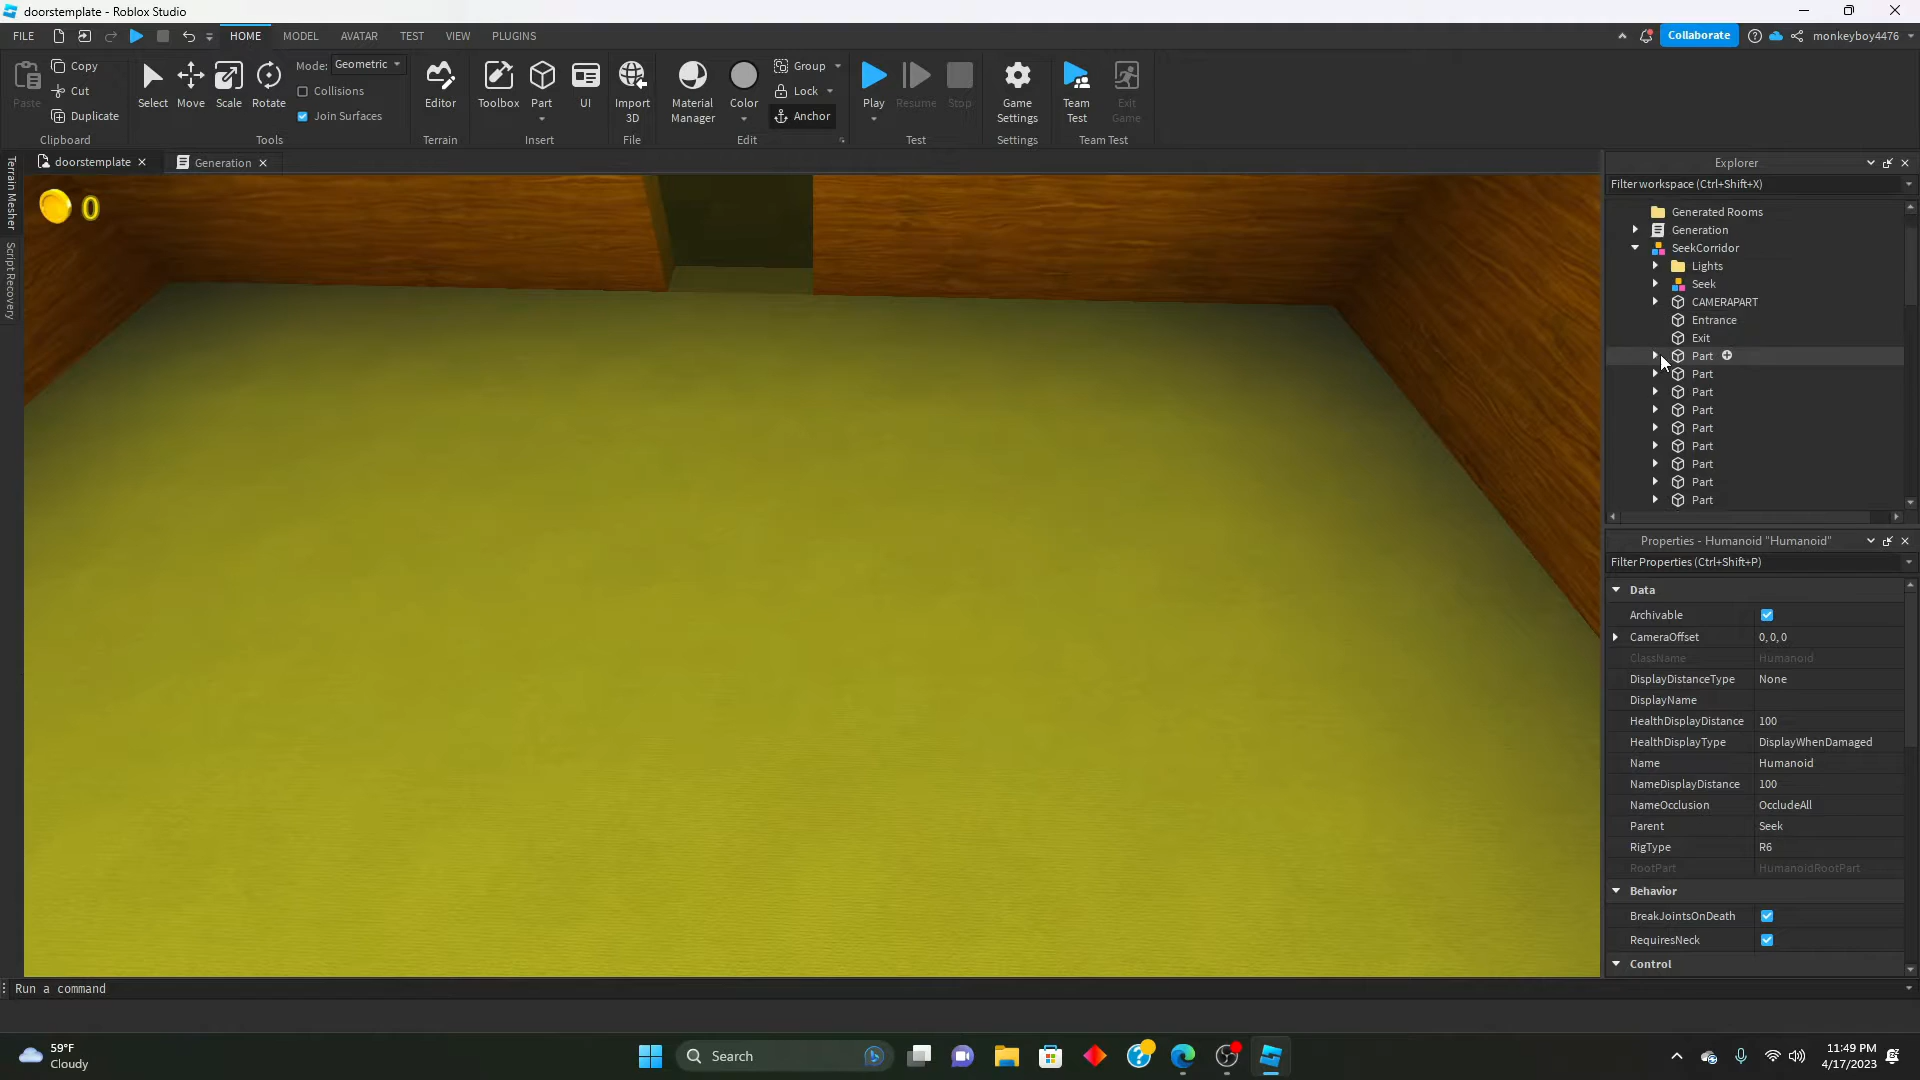 doorstemplate - Roblox Studio
FILE HOME MODEL AVATAR TEST VIEW PLUGINS Collaborate monkeyboy4476
Paste Copy Cut Duplicate Clipboard
Select Move Scale Rotate Mode: Geometric Collisions Join Surfaces Tools
Editor Terrain
Toolbox Part UI Insert
Import 3D File
Material Manager Color Group Lock Anchor Edit
Play Resume Stop Test
Game Settings Settings
Team Test Exit Game Team Test
doorstemplate Generation
Terrain Mesher
Script Recovery
0
Explorer
Filter workspace (Ctrl+Shift+X)
Generated Rooms
Generation
SeekCorridor
Lights
Seek
CAMERAPART
Entrance
Exit
Part
Part
Part
Part
Part
Part
Part
Part
Part
Properties - Humanoid "Humanoid"
Filter Properties (Ctrl+Shift+P)
Data
Archivable
CameraOffset 0, 0, 0
ClassName Humanoid
DisplayDistanceType None
DisplayName
HealthDisplayDistance 100
HealthDisplayType DisplayWhenDamaged
Name Humanoid
NameDisplayDistance 100
NameOcclusion OccludeAll
Parent Seek
RigType R6
RootPart HumanoidRootPart
Behavior
BreakJointsOnDeath
RequiresNeck
Control
Run a command
59°F
Cloudy
Search
11:49 PM
4/17/2023